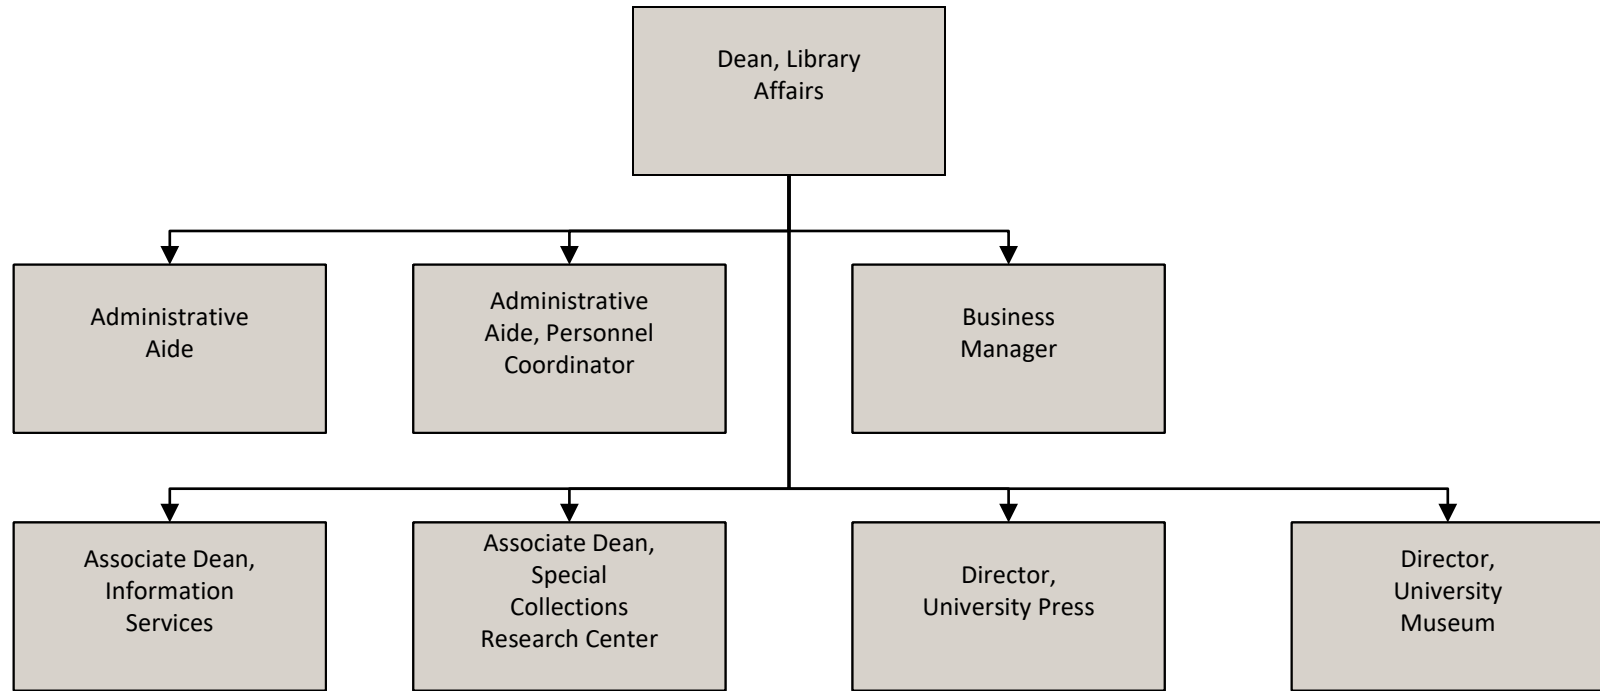 Dean, Library
Affairs
Administrative
Aide
Administrative
Aide, Personnel
Coordinator
Business
Manager
Associate Dean,
Information
Services
Associate Dean,
Special
Collections
Research Center
Director,
University Press
Director,
University
Museum